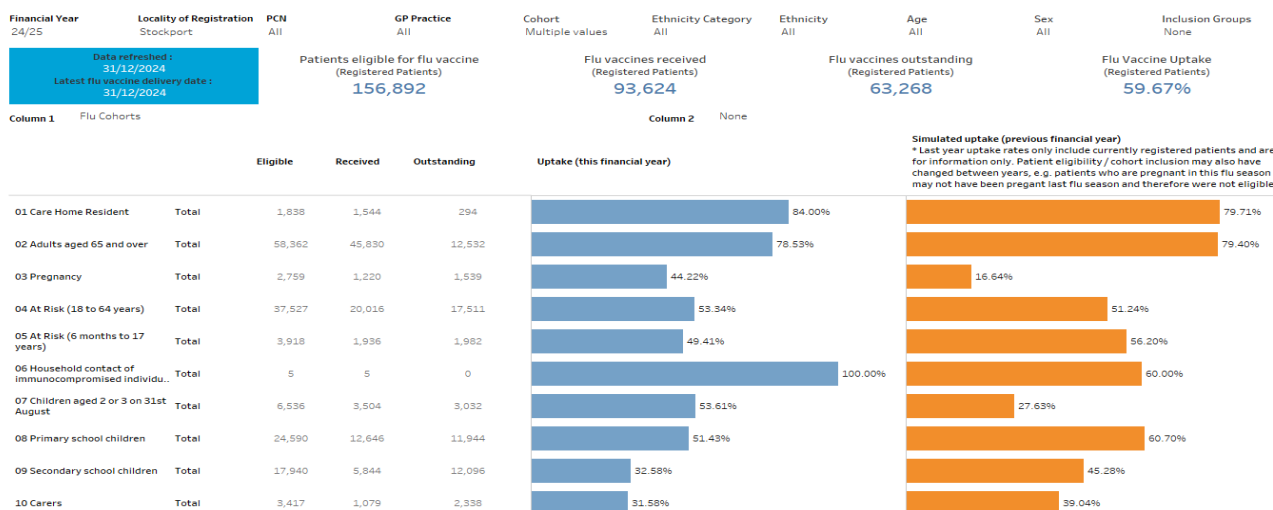 Financial Year Locality of Registration PCN GP Practice Cohort Ethnicity Category Ethnicity Age Sex Inclusion Groups
24/25 Stockport All All Multiple values All All All All None
Data refreshed :
31/12/2024
Latest flu vaccine delivery date :
31/12/2024
Patients eligible for flu vaccine
(Registered Patients)
156,892
Flu vaccines received
(Registered Patients)
93,624
Flu vaccines outstanding
(Registered Patients)
63,268
Flu Vaccine Uptake
(Registered Patients)
59.67%
Column 1 Flu Cohorts Column 2 None
Eligible Received Outstanding Uptake (this financial year)
Simulated uptake (previous financial year)
* Last year uptake rates only include currently registered patients and are
for information only. Patient eligibility / cohort inclusion may also have
changed between years, e.g. patients who are pregnant in this flu season
may not have been pregant last flu season and therefore were not eligible
01 Care Home Resident Total 1,838 1,544 294 84.00% 79.71%
02 Adults aged 65 and over Total 58,362 45,830 12,532 78.53% 79.40%
03 Pregnancy Total 2,759 1,220 1,539 44.22% 16.64%
04 At Risk (18 to 64 years) Total 37,527 20,016 17,511 53.34% 51.24%
05 At Risk (6 months to 17
years) Total 3,918 1,936 1,982 49.41% 56.20%
06 Household contact of
immunocompromised individu.. Total 5 5 0 100.00% 60.00%
07 Children aged 2 or 3 on 31st
August Total 6,536 3,504 3,032 53.61% 27.63%
08 Primary school children Total 24,590 12,646 11,944 51.43% 60.70%
09 Secondary school children Total 17,940 5,844 12,096 32.58% 45.28%
10 Carers Total 3,417 1,079 2,338 31.58% 39.04%